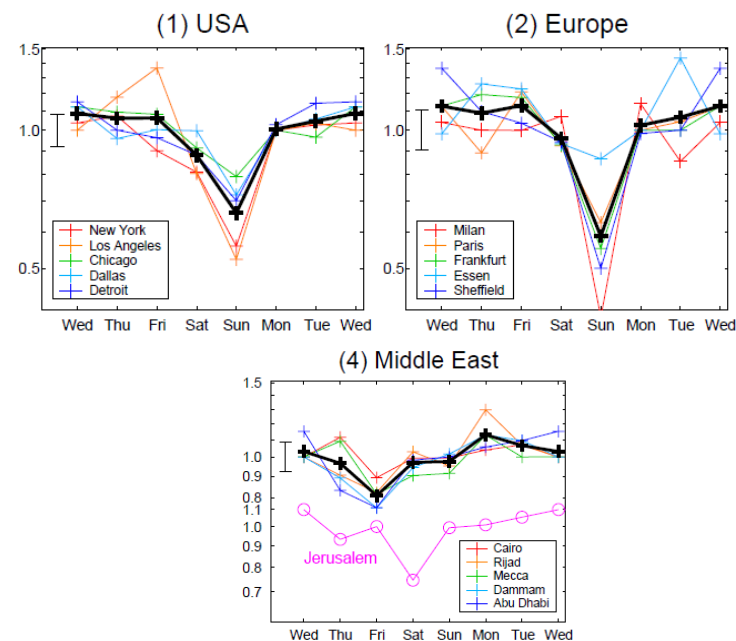 (1) USA
1.5
1.0
0.5
New York
Los Angeles
Chicago
Dallas
Detroit
Wed Thu Fri Sat Sun Mon Tue Wed
(2) Europe
1.5
1.0
0.5
Milan
Paris
Frankfurt
Essen
Sheffield
Wed Thu Fri Sat Sun Mon Tue Wed
(4) Middle East
1.5
1.0
0.9
0.8
1.1
1.0
0.9
0.8
0.7
Jerusalem
Cairo
Rijad
Mecca
Dammam
Abu Dhabi
Wed Thu Fri Sat Sun Mon Tue Wed